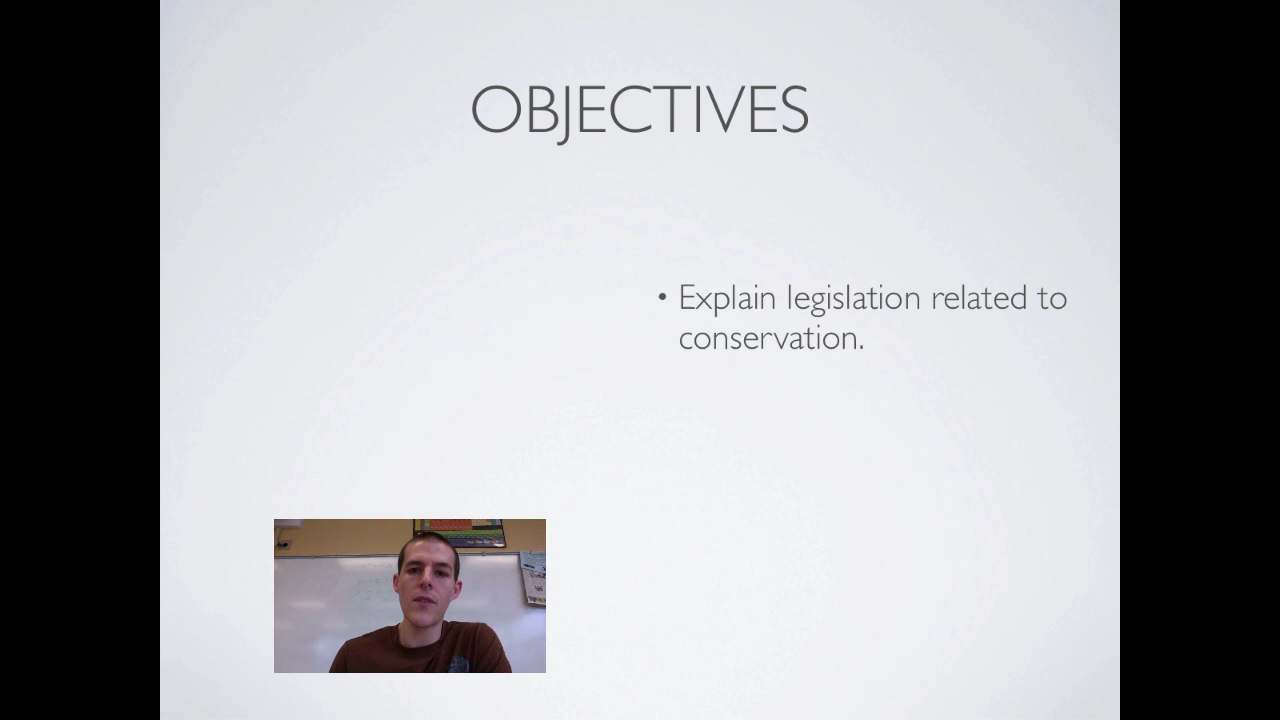 OBJECTIVES
• Explain legislation related to
conservation.